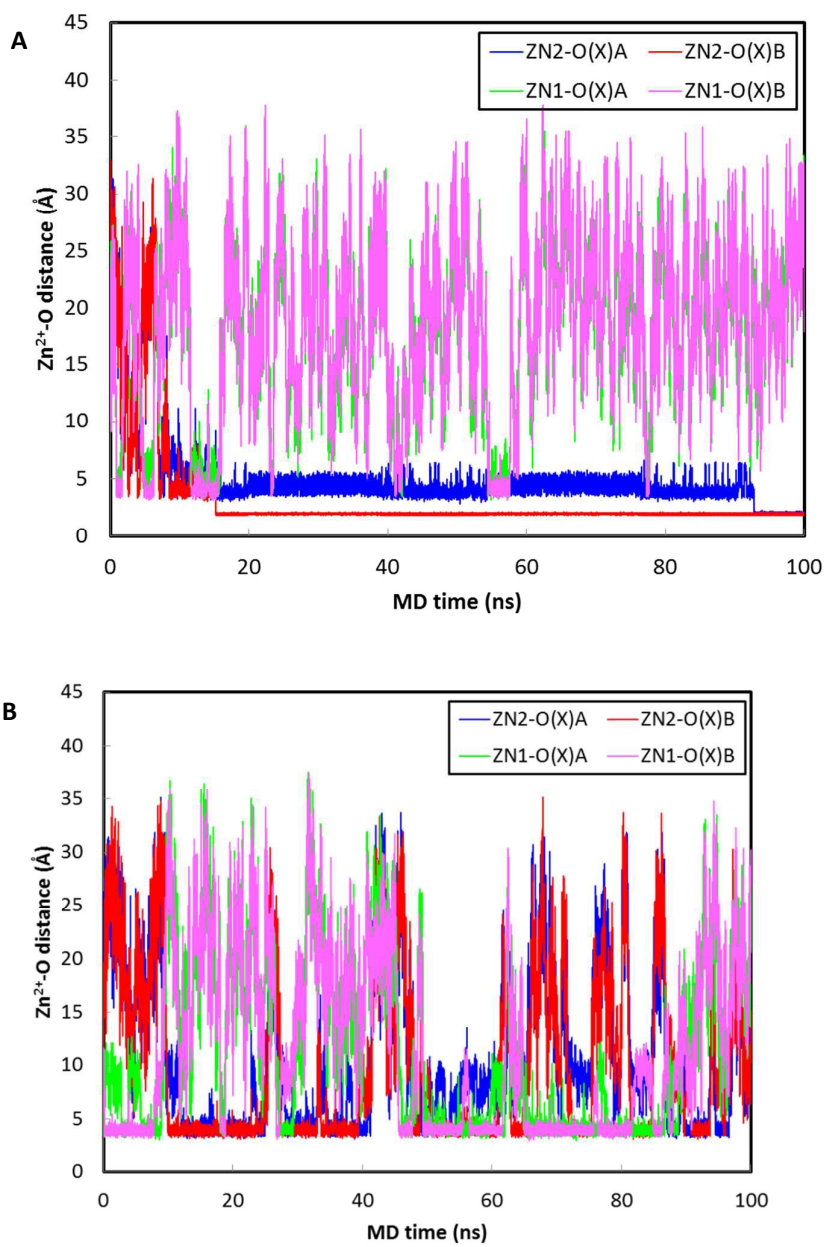 A
45
40
35
30
25
20
15
10
5
0
Zn²⁺-O distance (Å)
ZN2-O(X)A ZN2-O(X)B
ZN1-O(X)A ZN1-O(X)B
0 20 40 60 80 100
MD time (ns)
B
45
40
35
30
25
20
15
10
5
0
Zn²⁺-O distance (Å)
ZN2-O(X)A ZN2-O(X)B
ZN1-O(X)A ZN1-O(X)B
0 20 40 60 80 100
MD time (ns)